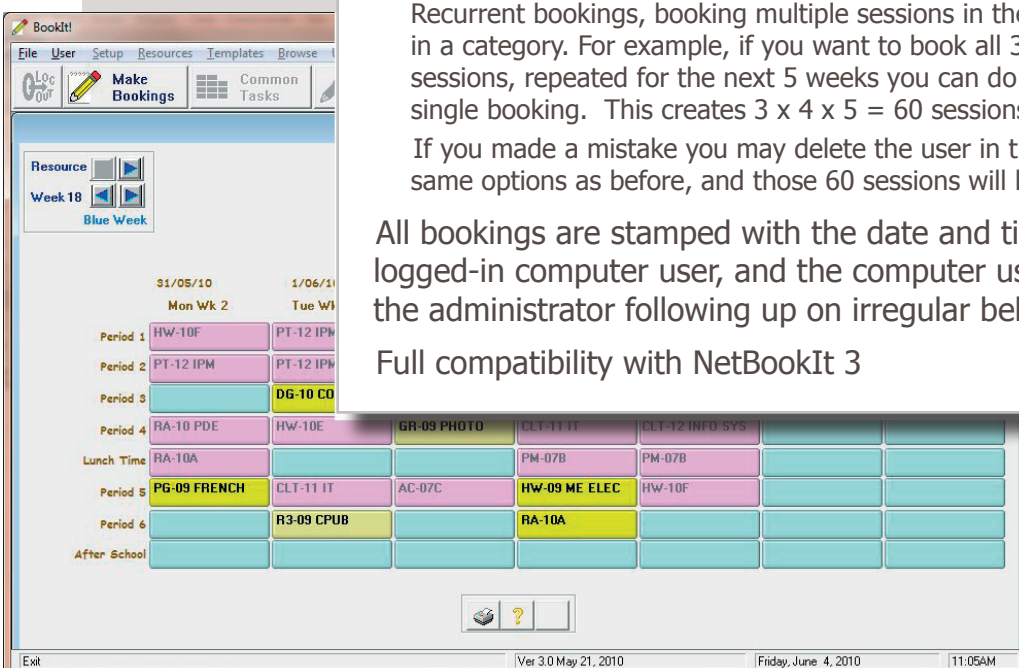 BookIt!
File User Setup Resources Templates Browse
Loc Out Make Bookings Common Tasks
Recurrent bookings, booking multiple sessions in the
in a category. For example, if you want to book all 3
sessions, repeated for the next 5 weeks you can do
single booking. This creates 3 x 4 x 5 = 60 sessions
If you made a mistake you may delete the user in t
same options as before, and those 60 sessions will
All bookings are stamped with the date and ti
logged-in computer user, and the computer us
the administrator following up on irregular bel
Full compatibility with NetBookIt 3
Resource
Week 18
Blue Week
31/05/10 1/06/1
Mon Wk 2 Tue Wk
Period 1 HW-10F PT-12 IPM
Period 2 PT-12 IPM PT-12 IPM
Period 3 DG-10 CO
Period 4 RA-10 PDE HW-10E GR-09 PHOTO CLT-11 IT CLT-12 INFO SYS
Lunch Time RA-10A PM-07B PM-07B
Period 5 PG-09 FRENCH CLT-11 IT AC-07C HW-09 ME ELEC HW-10F
Period 6 R3-09 CPUB RA-10A
After School
Exit Ver 3.0 May 21, 2010 Friday, June 4, 2010 11:05AM